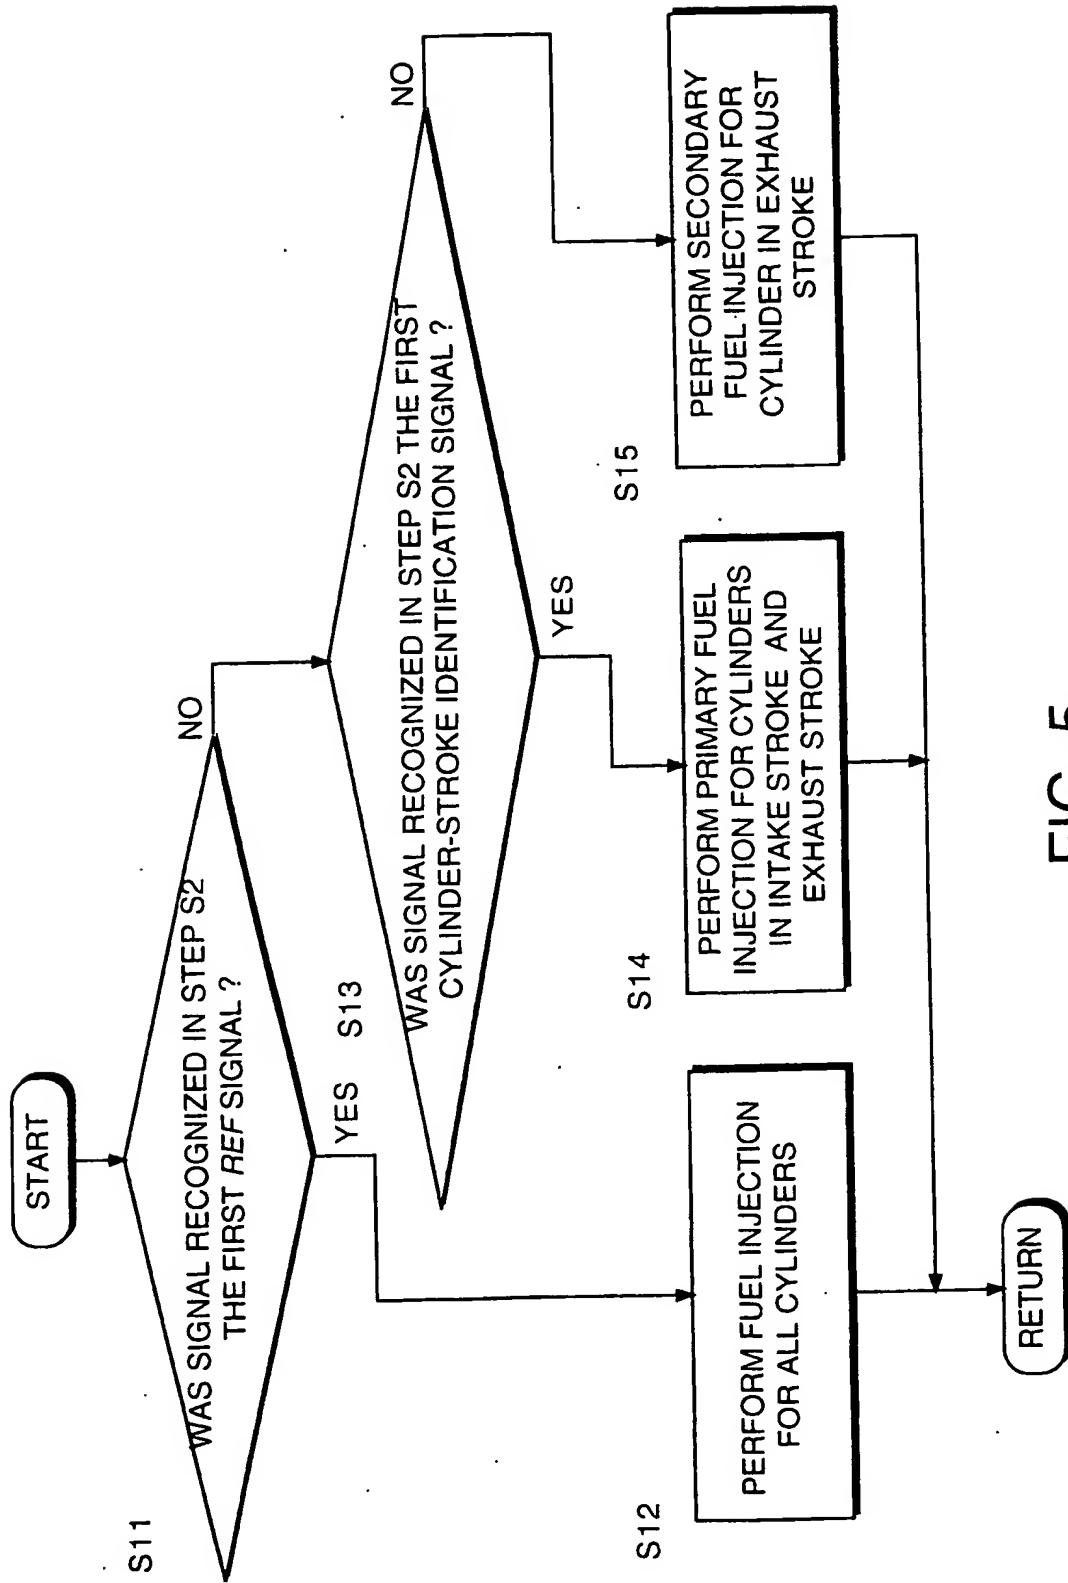 START
S11
WAS SIGNAL RECOGNIZED IN STEP S2
THE FIRST REF SIGNAL ?
NO
YES
S13
WAS SIGNAL RECOGNIZED IN STEP S2 THE FIRST
CYLINDER-STROKE IDENTIFICATION SIGNAL ?
NO
YES
S12
PERFORM FUEL INJECTION
FOR ALL CYLINDERS
S14
PERFORM PRIMARY FUEL
INJECTION FOR CYLINDERS
IN INTAKE STROKE AND
EXHAUST STROKE
S15
PERFORM SECONDARY
FUEL INJECTION FOR
CYLINDER IN EXHAUST
STROKE
RETURN
FIG. 5